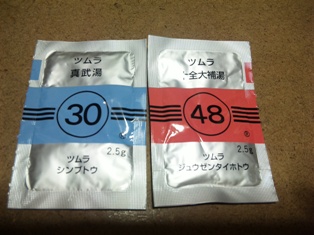 ツムラ
真武湯
30
2.5g
ツムラ
シンブトウ
ツムラ
十全大補湯
48
8
2.5g
ツムラ
ジュウゼンタイホトウ